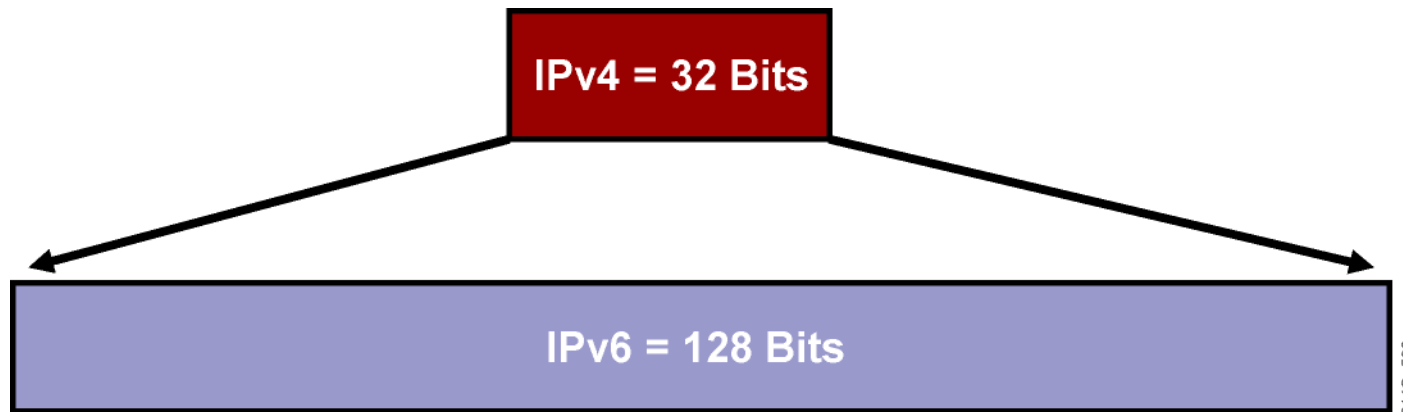 IPv4 = 32 Bits
IPv6 = 128 Bits